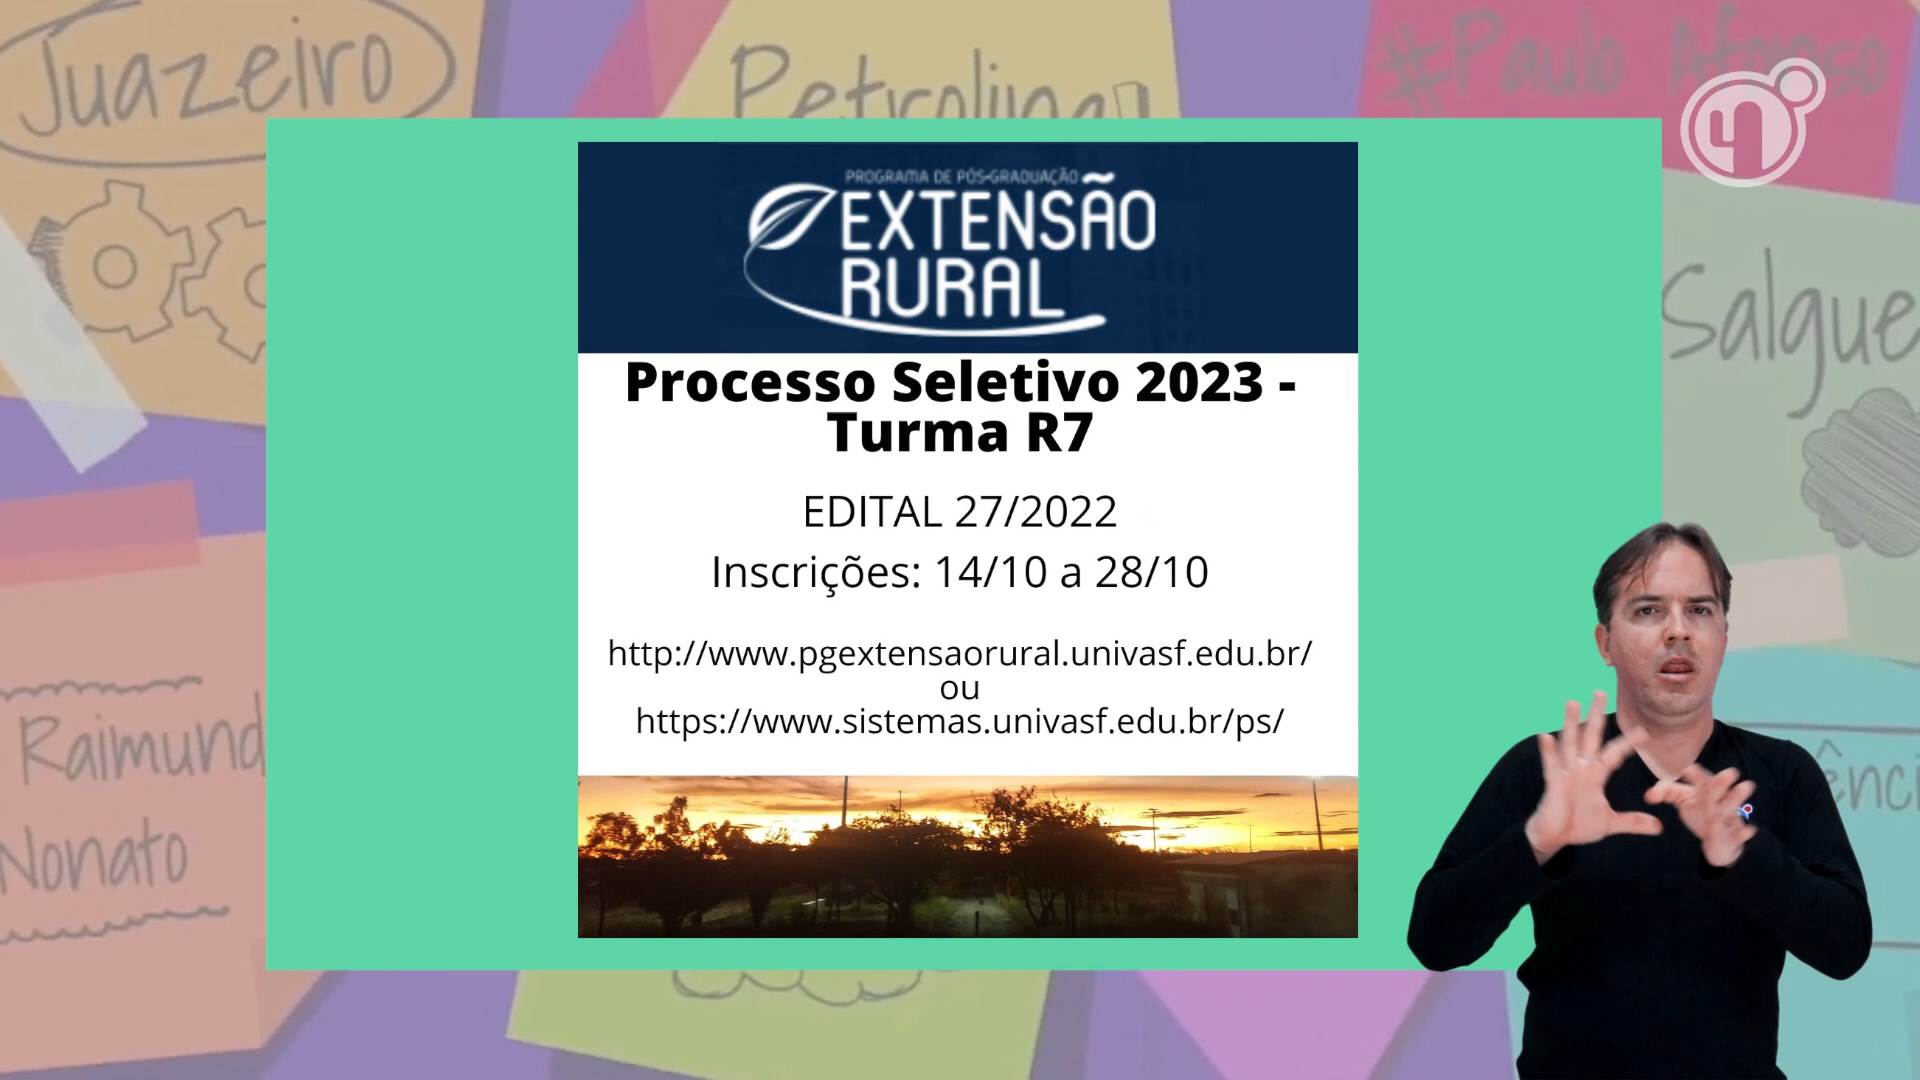 Juazeiro
Petrolina
#Paulo Afonso
PROGRAMA DE PÓS-GRADUAÇÃO
EXTENSÃO
RURAL
Salgue
Processo Seletivo 2023 -
Turma R7
EDITAL 27/2022
Inscrições: 14/10 a 28/10
http://www.pgextensaorural.univasf.edu.br/
ou
https://www.sistemas.univasf.edu.br/ps/
Raimund
Nonato
ênci